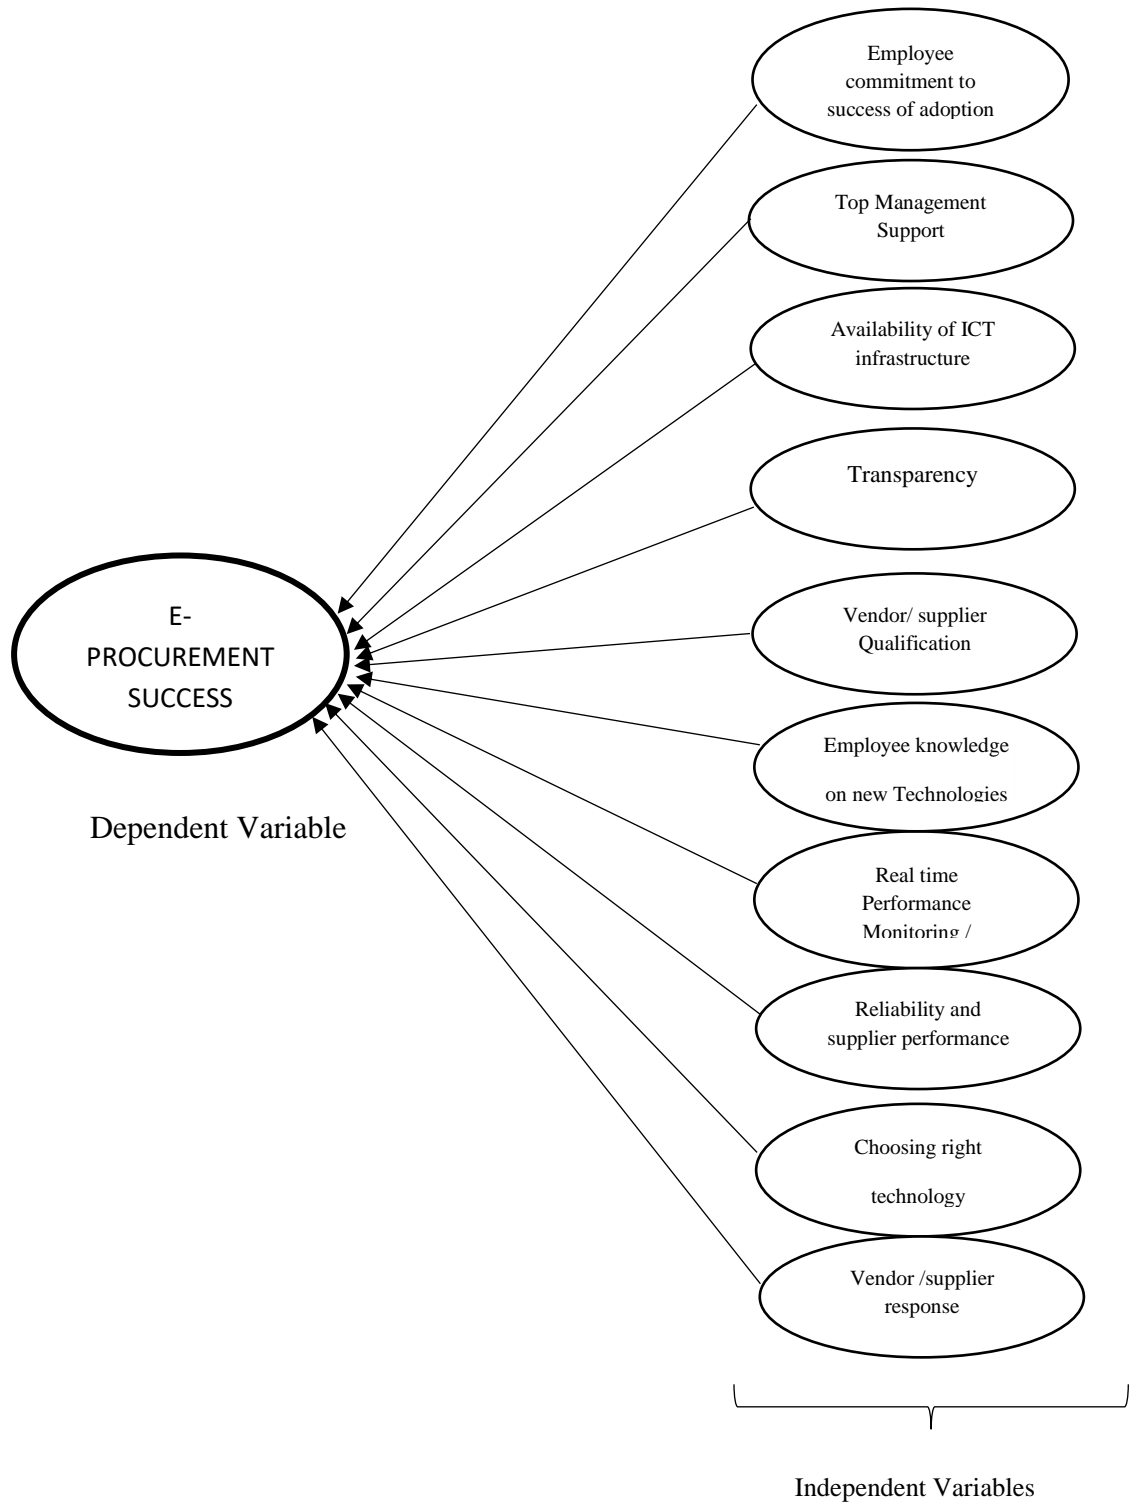 Employee
commitment to
success of adoption
Top Management
Support
Availability of ICT
infrastructure
Transparency
Vendor/ supplier
Qualification
E-
PROCUREMENT
SUCCESS
Dependent Variable
Employee knowledge
on new Technologies
Real time
Performance
Monitoring /
Reliability and
supplier performance
Choosing right
technology
Vendor /supplier
response
Independent Variables